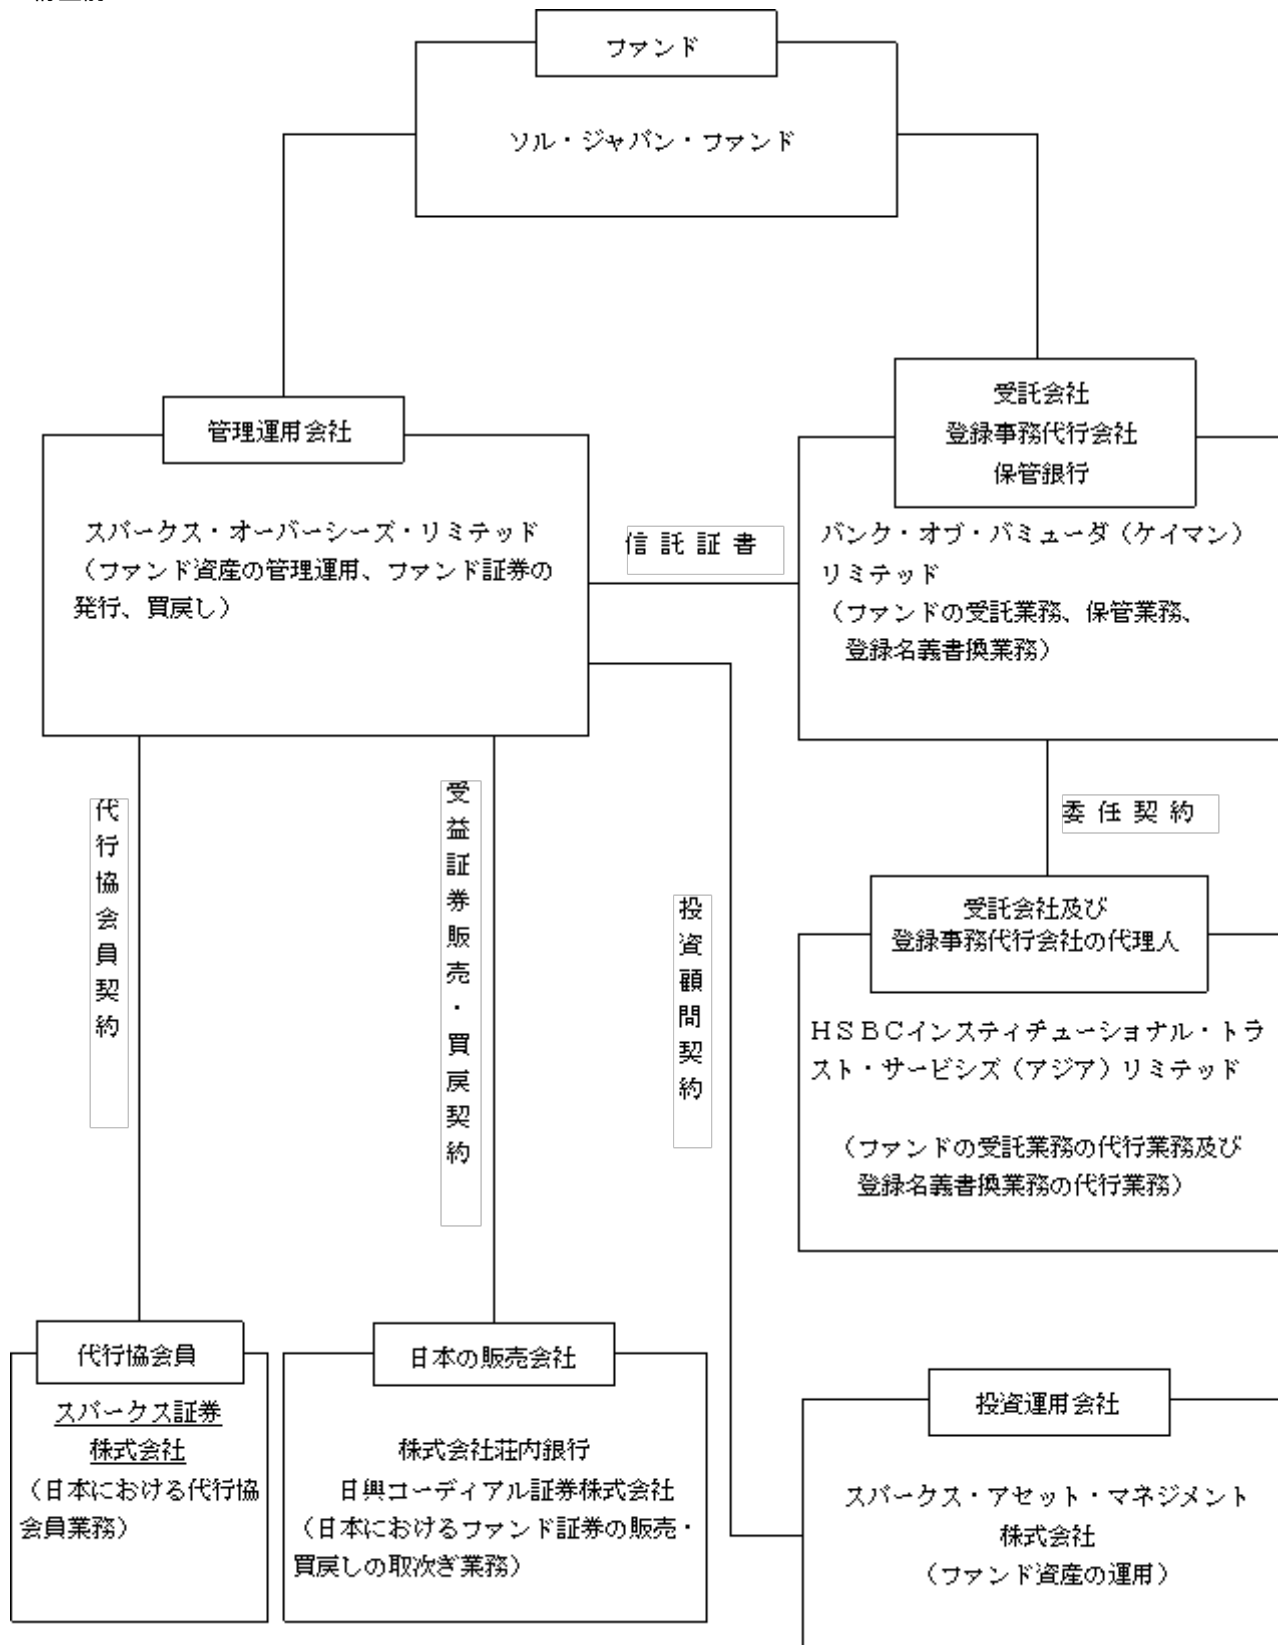 ファンド
ソル・ジャパン・ファンド
管理運用会社
スパークス・オーバーシーズ・リミテッド
（ファンド資産の管理運用、ファンド証券の
発行、買戻し）
信託証書
受託会社
登録事務代行会社
保管銀行
バンク・オブ・バミューダ（ケイマン）
リミテッド
（ファンドの受託業務、保管業務、
登録名義書換業務）
代行協会員契約
受益証券販売・買戻契約
投資顧問契約
委任契約
受託会社及び
登録事務代行会社の代理人
ＨＳＢＣインスティチューショナル・トラ
スト・サービシズ（アジア）リミテッド
（ファンドの受託業務の代行業務及び
登録名義書換業務の代行業務）
代行協会員
スパークス証券
株式会社
（日本における代行協
会員業務）
日本の販売会社
株式会社荘内銀行
日興コーディアル証券株式会社
（日本におけるファンド証券の販売・
買戻しの取次ぎ業務）
投資運用会社
スパークス・アセット・マネジメント
株式会社
（ファンド資産の運用）